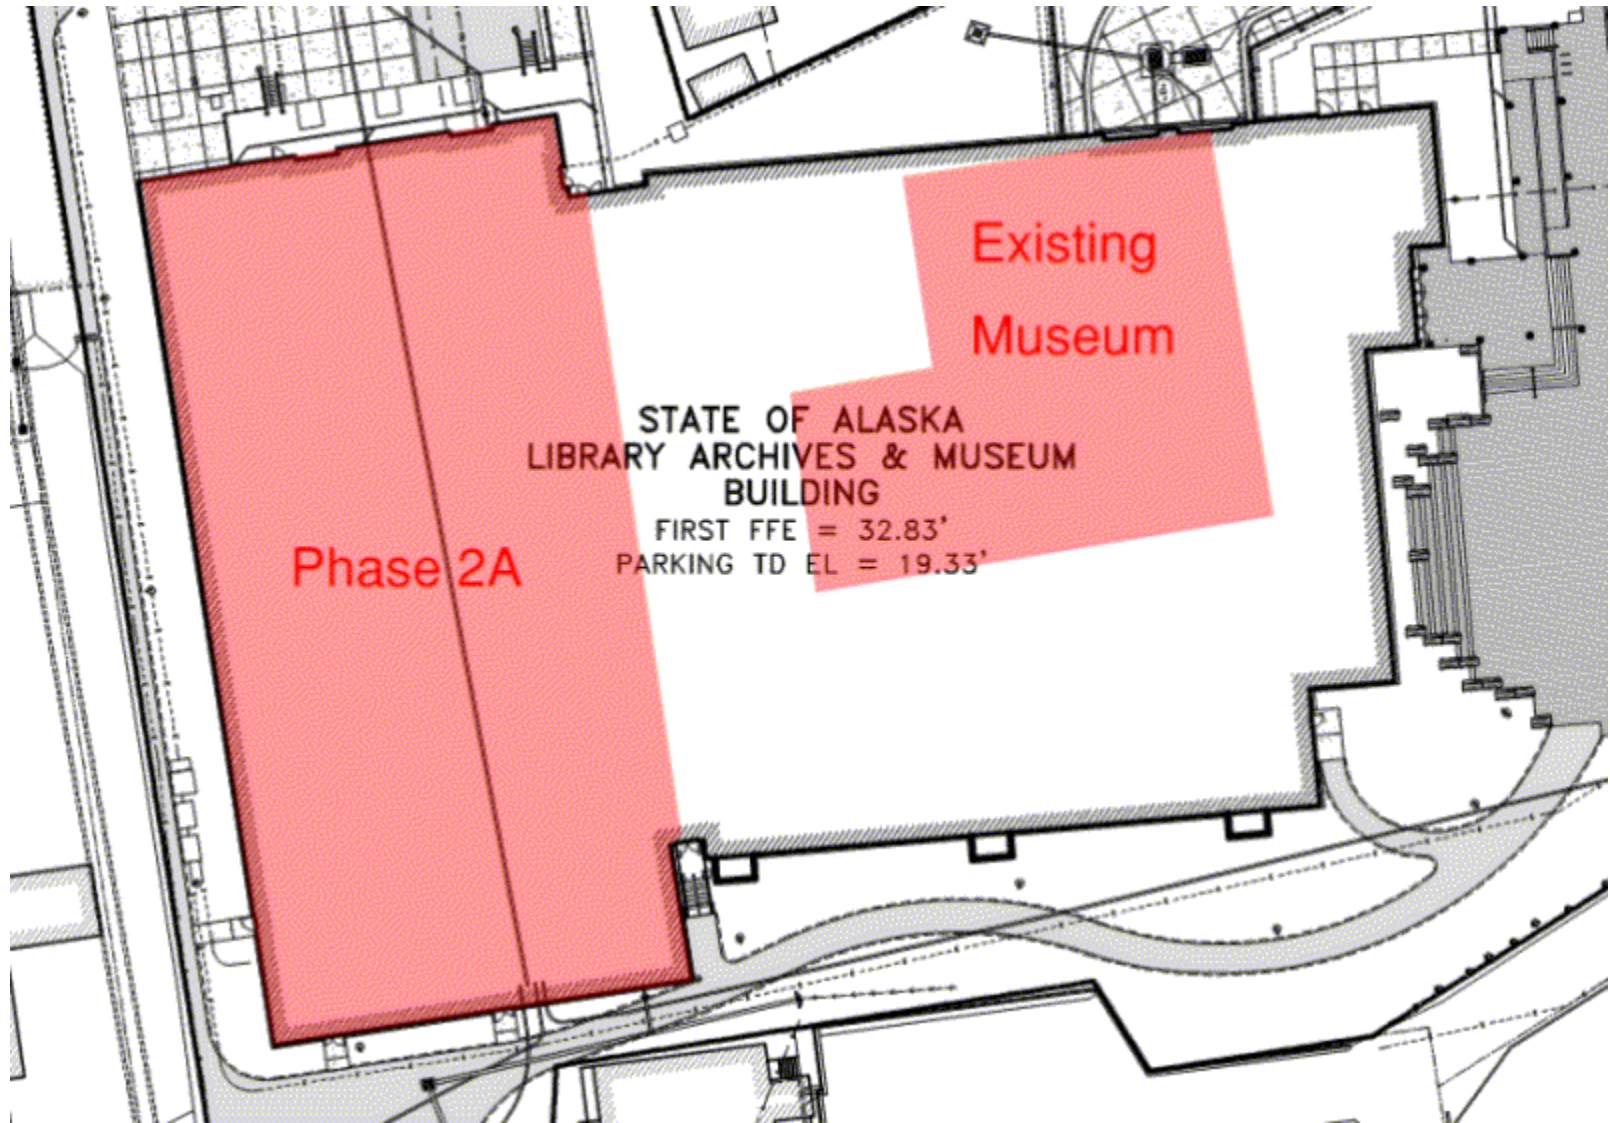 Existing
Museum
STATE OF ALASKA
LIBRARY ARCHIVES & MUSEUM
BUILDING
FIRST FFE = 32.83'
PARKING TD EL = 19.33'
Phase 2A